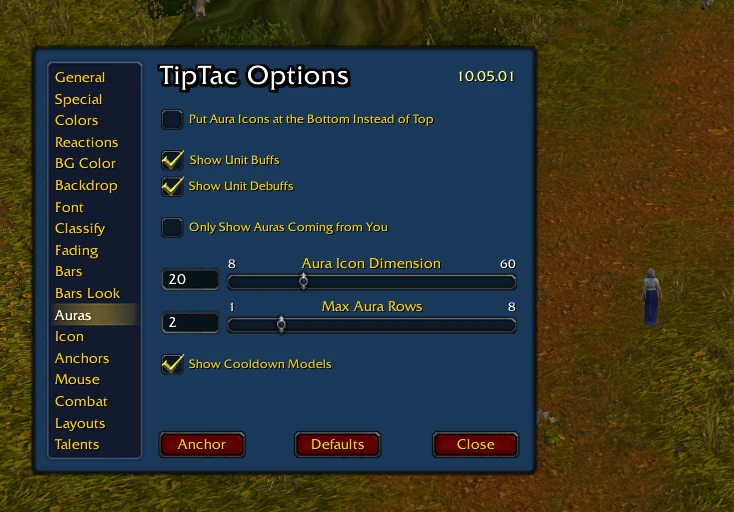 TipTac Options
10.05.01
General
Special
Colors
Reactions
BG Color
Backdrop
Font
Classify
Fading
Bars
Bars Look
Auras
Icon
Anchors
Mouse
Combat
Layouts
Talents
Put Aura Icons at the Bottom Instead of Top
Show Unit Buffs
Show Unit Debuffs
Only Show Auras Coming from You
8 Aura Icon Dimension 60
20
1 Max Aura Rows 8
2
Show Cooldown Models
Anchor Defaults Close